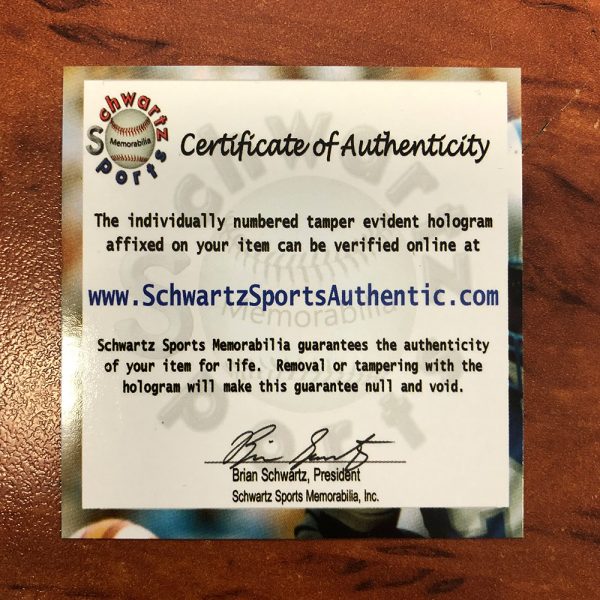 Schwartz
Sports
Memorabilia
Certificate of Authenticity
The individually numbered tamper evident hologram
affixed on your item can be verified online at
www.SchwartzSportsAuthentic.com
Schwartz Sports Memorabilia guarantees the authenticity
of your item for life. Removal or tampering with the
hologram will make this guarantee null and void.
Brian Schwartz, President
Schwartz Sports Memorabilia, Inc.